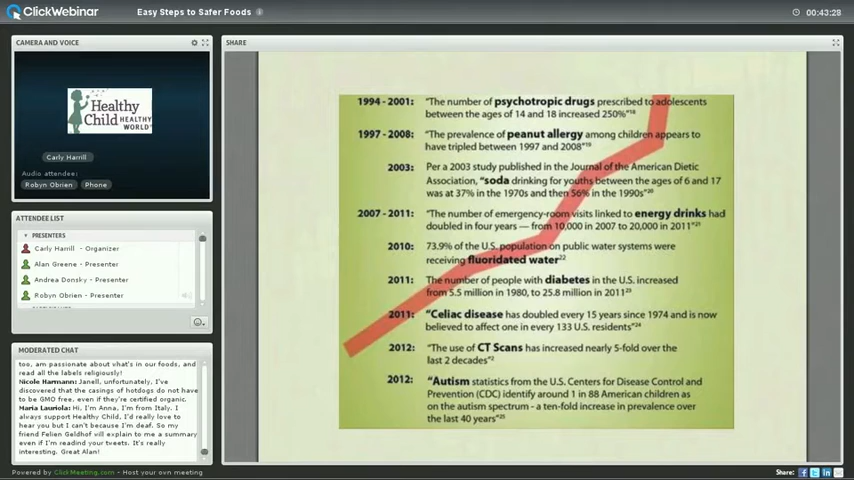 ClickWebinar
Easy Steps to Safer Foods
00:43:28
CAMERA AND VOICE
Healthy
Child HEALTHY
WORLD
Carly Harrill
Audio attendee:
Robyn Obrien
Phone
ATTENDEE LIST
PRESENTERS
Carly Harrill - Organizer
Alan Greene - Presenter
Andrea Donsky - Presenter
Robyn Obrien - Presenter
MODERATED CHAT
too, am passionate about what's in our foods, and
read all the labels religiously!
Nicole Harmann: Janell, unfortunately, I've
discovered that the casings of hotgogs do not have
to be GMO free, even if they're certified organic.
Maria Lauriola: Hi, I'm Anna, I'm from Italy, I
always support Healthy Child, I'd really love to
hear you but I can't because I'm deaf. So my
friend Felien Geldhof will explain to me a summary
even if I'm readind your tweets. It's really
interesting. Great Alan!
SHARE
1994 - 2001: "The number of psychotropic drugs prescribed to adolescents
between the ages of 14 and 18 increased 250%"18
1997 - 2008: "The prevalence of peanut allergy among children appears to
have tripled between 1997 and 2008"19
2003: Per a 2003 study published in the Journal of the American Dietic
Association, "soda drinking for youths between the ages of 6 and 17
was at 37% in the 1970s and then 56% in the 1990s"20
2007 - 2011: "The number of emergency-room visits linked to energy drinks had
doubled in four years — from 10,000 in 2007 to 20,000 in 2011"21
2010: 73.9% of the U.S. population on public water systems were
receiving fluoridated water22
2011: The number of people with diabetes in the U.S. increased
from 5.5 million in 1980, to 25.8 million in 201123
2011: "Celiac disease has doubled every 15 years since 1974 and is now
believed to affect one in every 133 U.S. residents"24
2012: "The use of CT Scans has increased nearly 5-fold over the
last 2 decades"2
2012: "Autism statistics from the U.S. Centers for Disease Control and
Prevention (CDC) identify around 1 in 88 American children as
on the autism spectrum - a ten-fold increase in prevalence over
the last 40 years"25
Powered by ClickMeeting.com - Host your own meeting
Share: